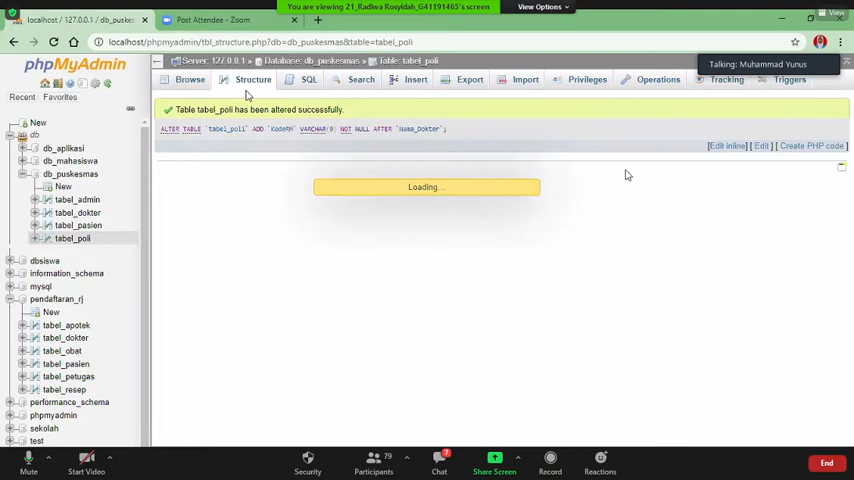 You are viewing 21_Radlwa Rosyidah_G41191465's screen
View Options
localhost / 127.0.0.1 / db_puskes
Post Attendee - Zoom
View
localhost/phpmyadmin/tbl_structure.php?db=db_puskesmas&table=tabel_poli
phpMyAdmin
Server: 127.0.0.1 » Database: db_puskesmas » Table: tabel_poli
Talking: Muhammad Yunus
Browse
Structure
SQL
Search
Insert
Export
Import
Privileges
Operations
Tracking
Triggers
Recent
Favorites
Table tabel_poli has been altered successfully.
ALTER TABLE `tabel_poli` ADD `KodeRM` VARCHAR(9) NOT NULL AFTER `Nama_Dokter`;
[Edit inline] [ Edit ] [ Create PHP code ]
Loading...
New
db
db_aplikasi
db_mahasiswa
db_puskesmas
New
tabel_admin
tabel_dokter
tabel_pasien
tabel_poli
dbsiswa
information_schema
mysql
pendaftaran_rj
New
tabel_apotek
tabel_dokter
tabel_obat
tabel_pasien
tabel_petugas
tabel_resep
performance_schema
phpmyadmin
sekolah
test
Mute
Start Video
Security
Participants
79
Chat
7
Share Screen
Record
Reactions
End